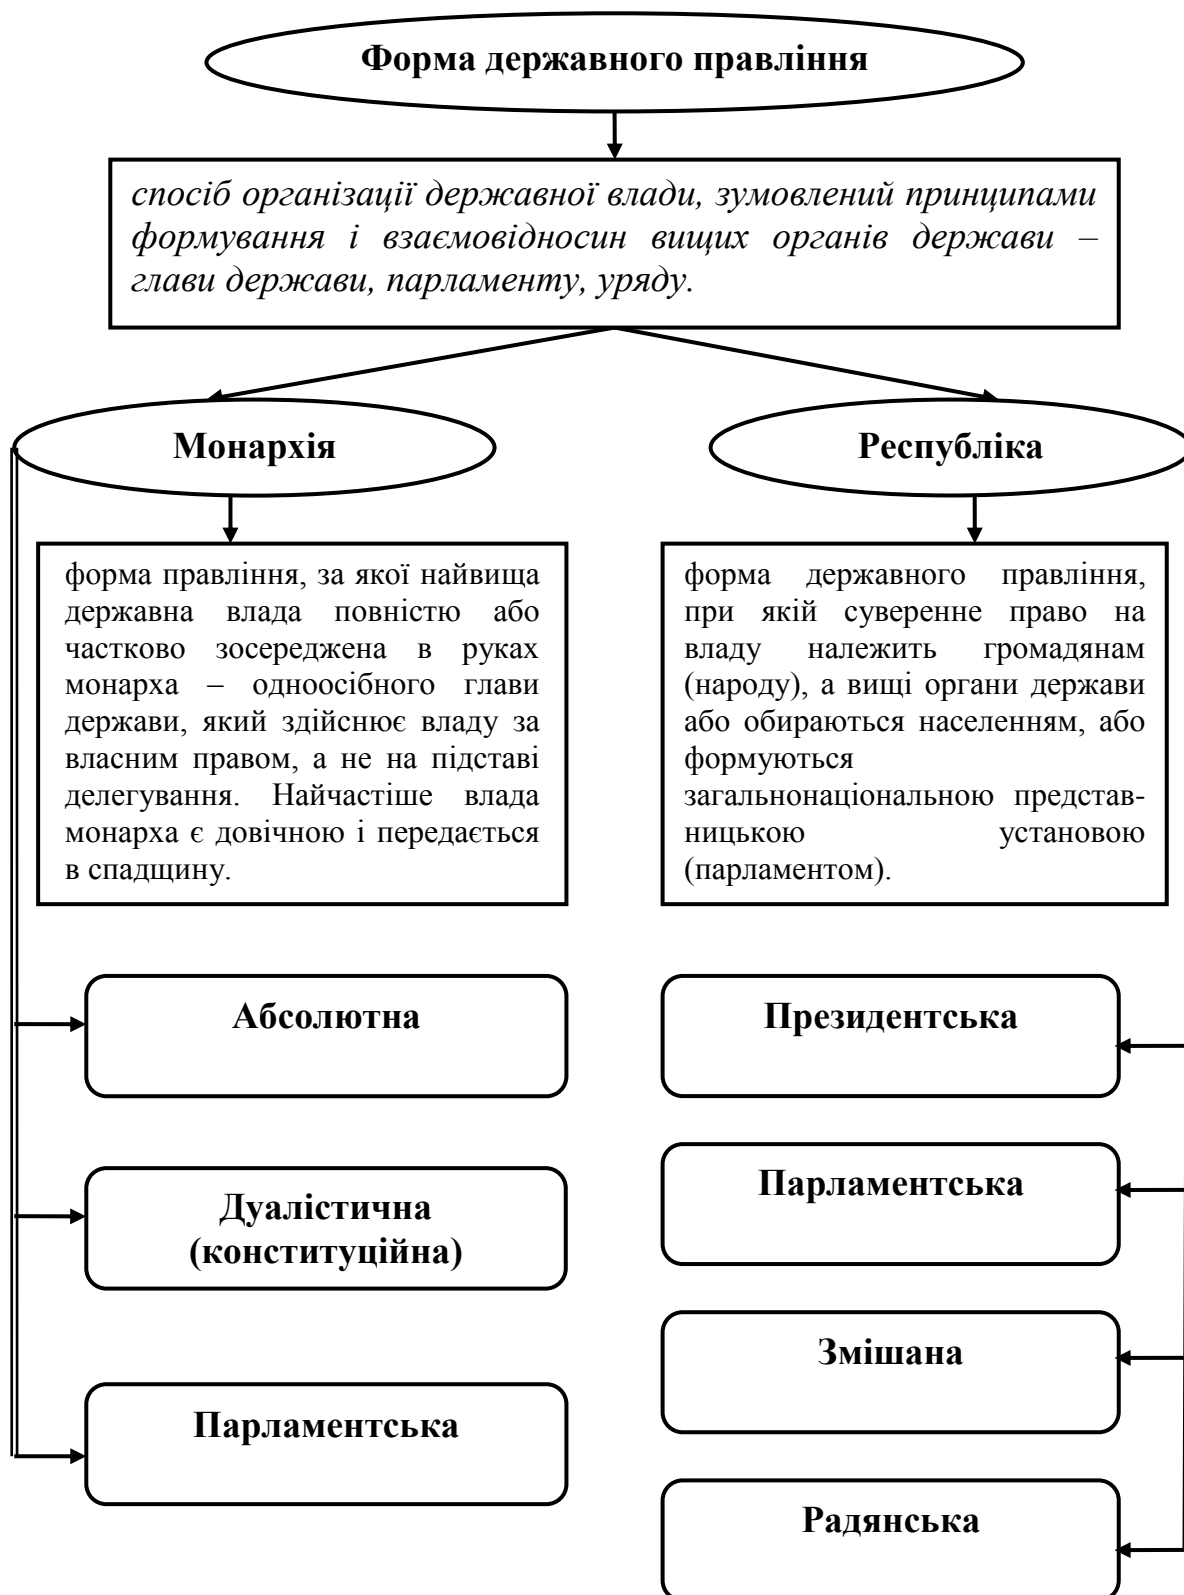 Форма державного правління
спосіб організації державної влади, зумовлений принципами
формування і взаємовідносин вищих органів держави –
глави держави, парламенту, уряду.
Монархія
Республіка
форма правління, за якої найвища
державна влада повністю або
частково зосереджена в руках
монарха – одноосібного глави
держави, який здійснює владу за
власним правом, а не на підставі
делегування. Найчастіше влада
монарха є довічною і передається
в спадщину.
форма державного правління,
при якій суверенне право на
владу належить громадянам
(народу), а вищі органи держави
або обираються населенням, або
формуються
загальнонаціональною представ-
ницькою установою
(парламентом).
Абсолютна
Дуалістична
(конституційна)
Парламентська
Президентська
Парламентська
Змішана
Радянська